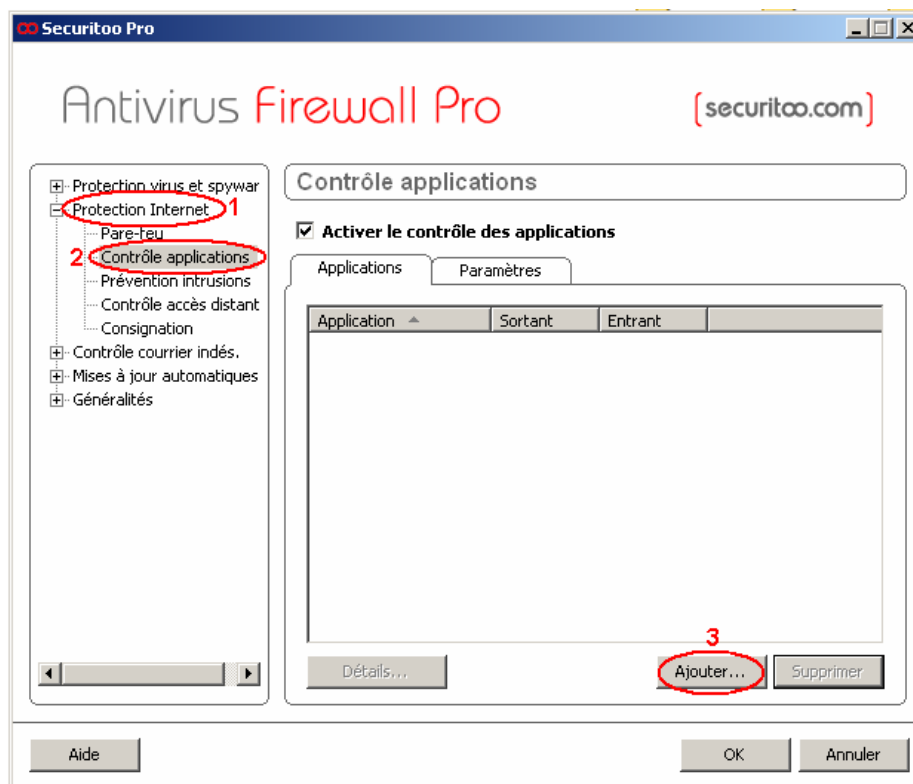 Securitoo Pro
Antivirus Firewall Pro
[securitoo.com]
Protection virus et spywar
Protection Internet 1
Pare-feu
2 Contrôle applications
Prévention intrusions
Contrôle accès distant
Consignation
Contrôle courrier indés.
Mises à jour automatiques
Généralités
Contrôle applications
Activer le contrôle des applications
Applications Paramètres
Application Sortant Entrant
3
Détails... Ajouter... Supprimer
Aide OK Annuler